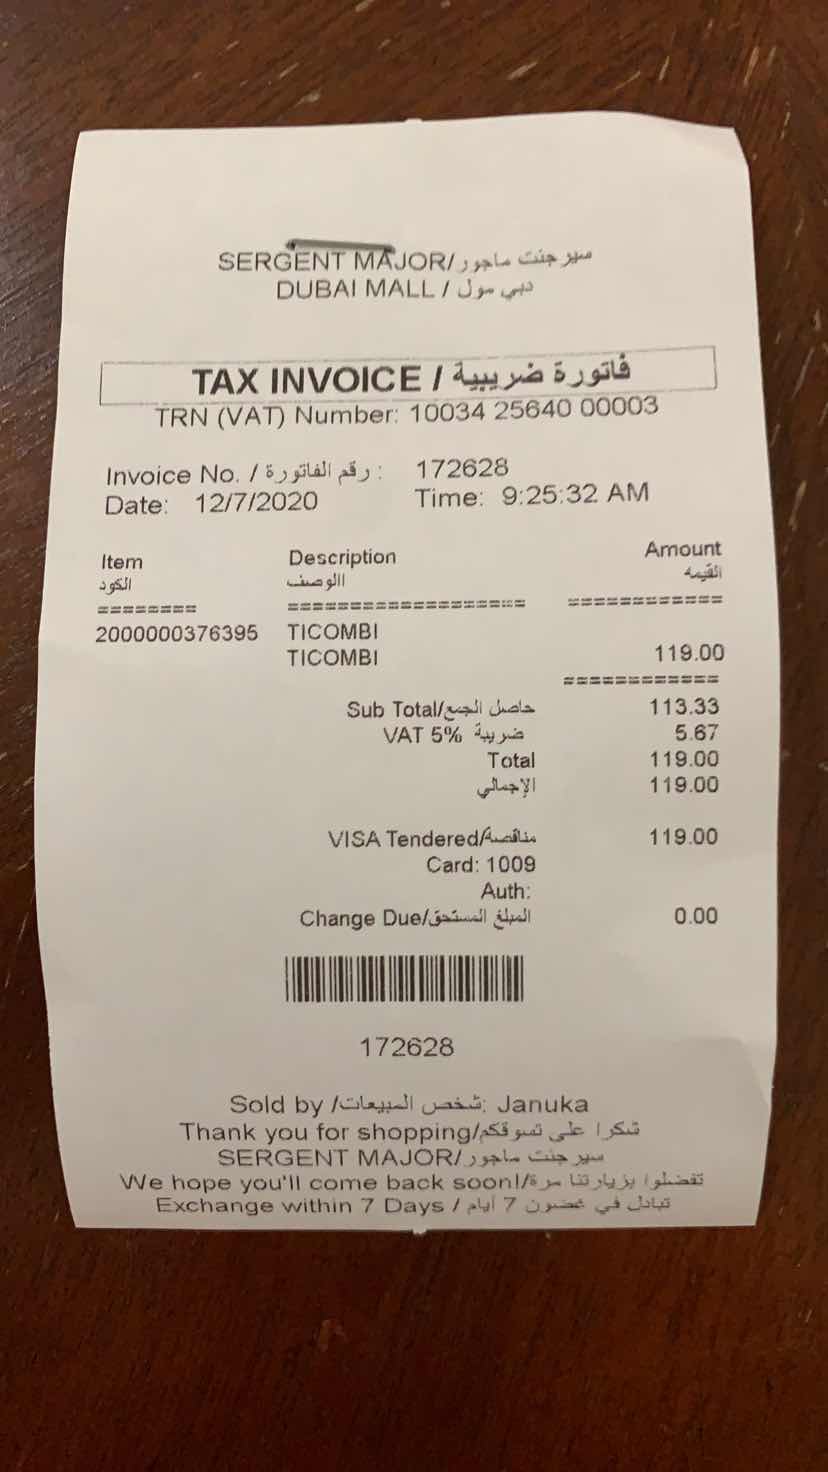 SERGENT MAJOR/سيرجنت ماجور
DUBAI MALL / دبي مول
TAX INVOICE / فاتورة ضريبية
TRN (VAT) Number: 10034 25640 00003
Invoice No. / رقم الفاتورة : 172628
Date: 12/7/2020 Time: 9:25:32 AM
Item Description Amount
الكود االوصف القيمه
======== =================== ============
2000000376395 TICOMBI
TICOMBI 119.00
============
Sub Total/حاصل الجمع 113.33
VAT 5% ضريبة 5.67
Total 119.00
الإجمالي 119.00
VISA Tendered/مناقصة 119.00
Card: 1009
Auth:
Change Due/المبلغ المستحق 0.00
172628
Sold by /شخص المبيعات: Januka
Thank you for shopping/شكرا على تسوقكم
SERGENT MAJOR/سيرجنت ماجور
We hope you'll come back soon!/تفضلوا بزيارتنا مرة
Exchange within 7 Days / تبادل في غضون 7 أيام